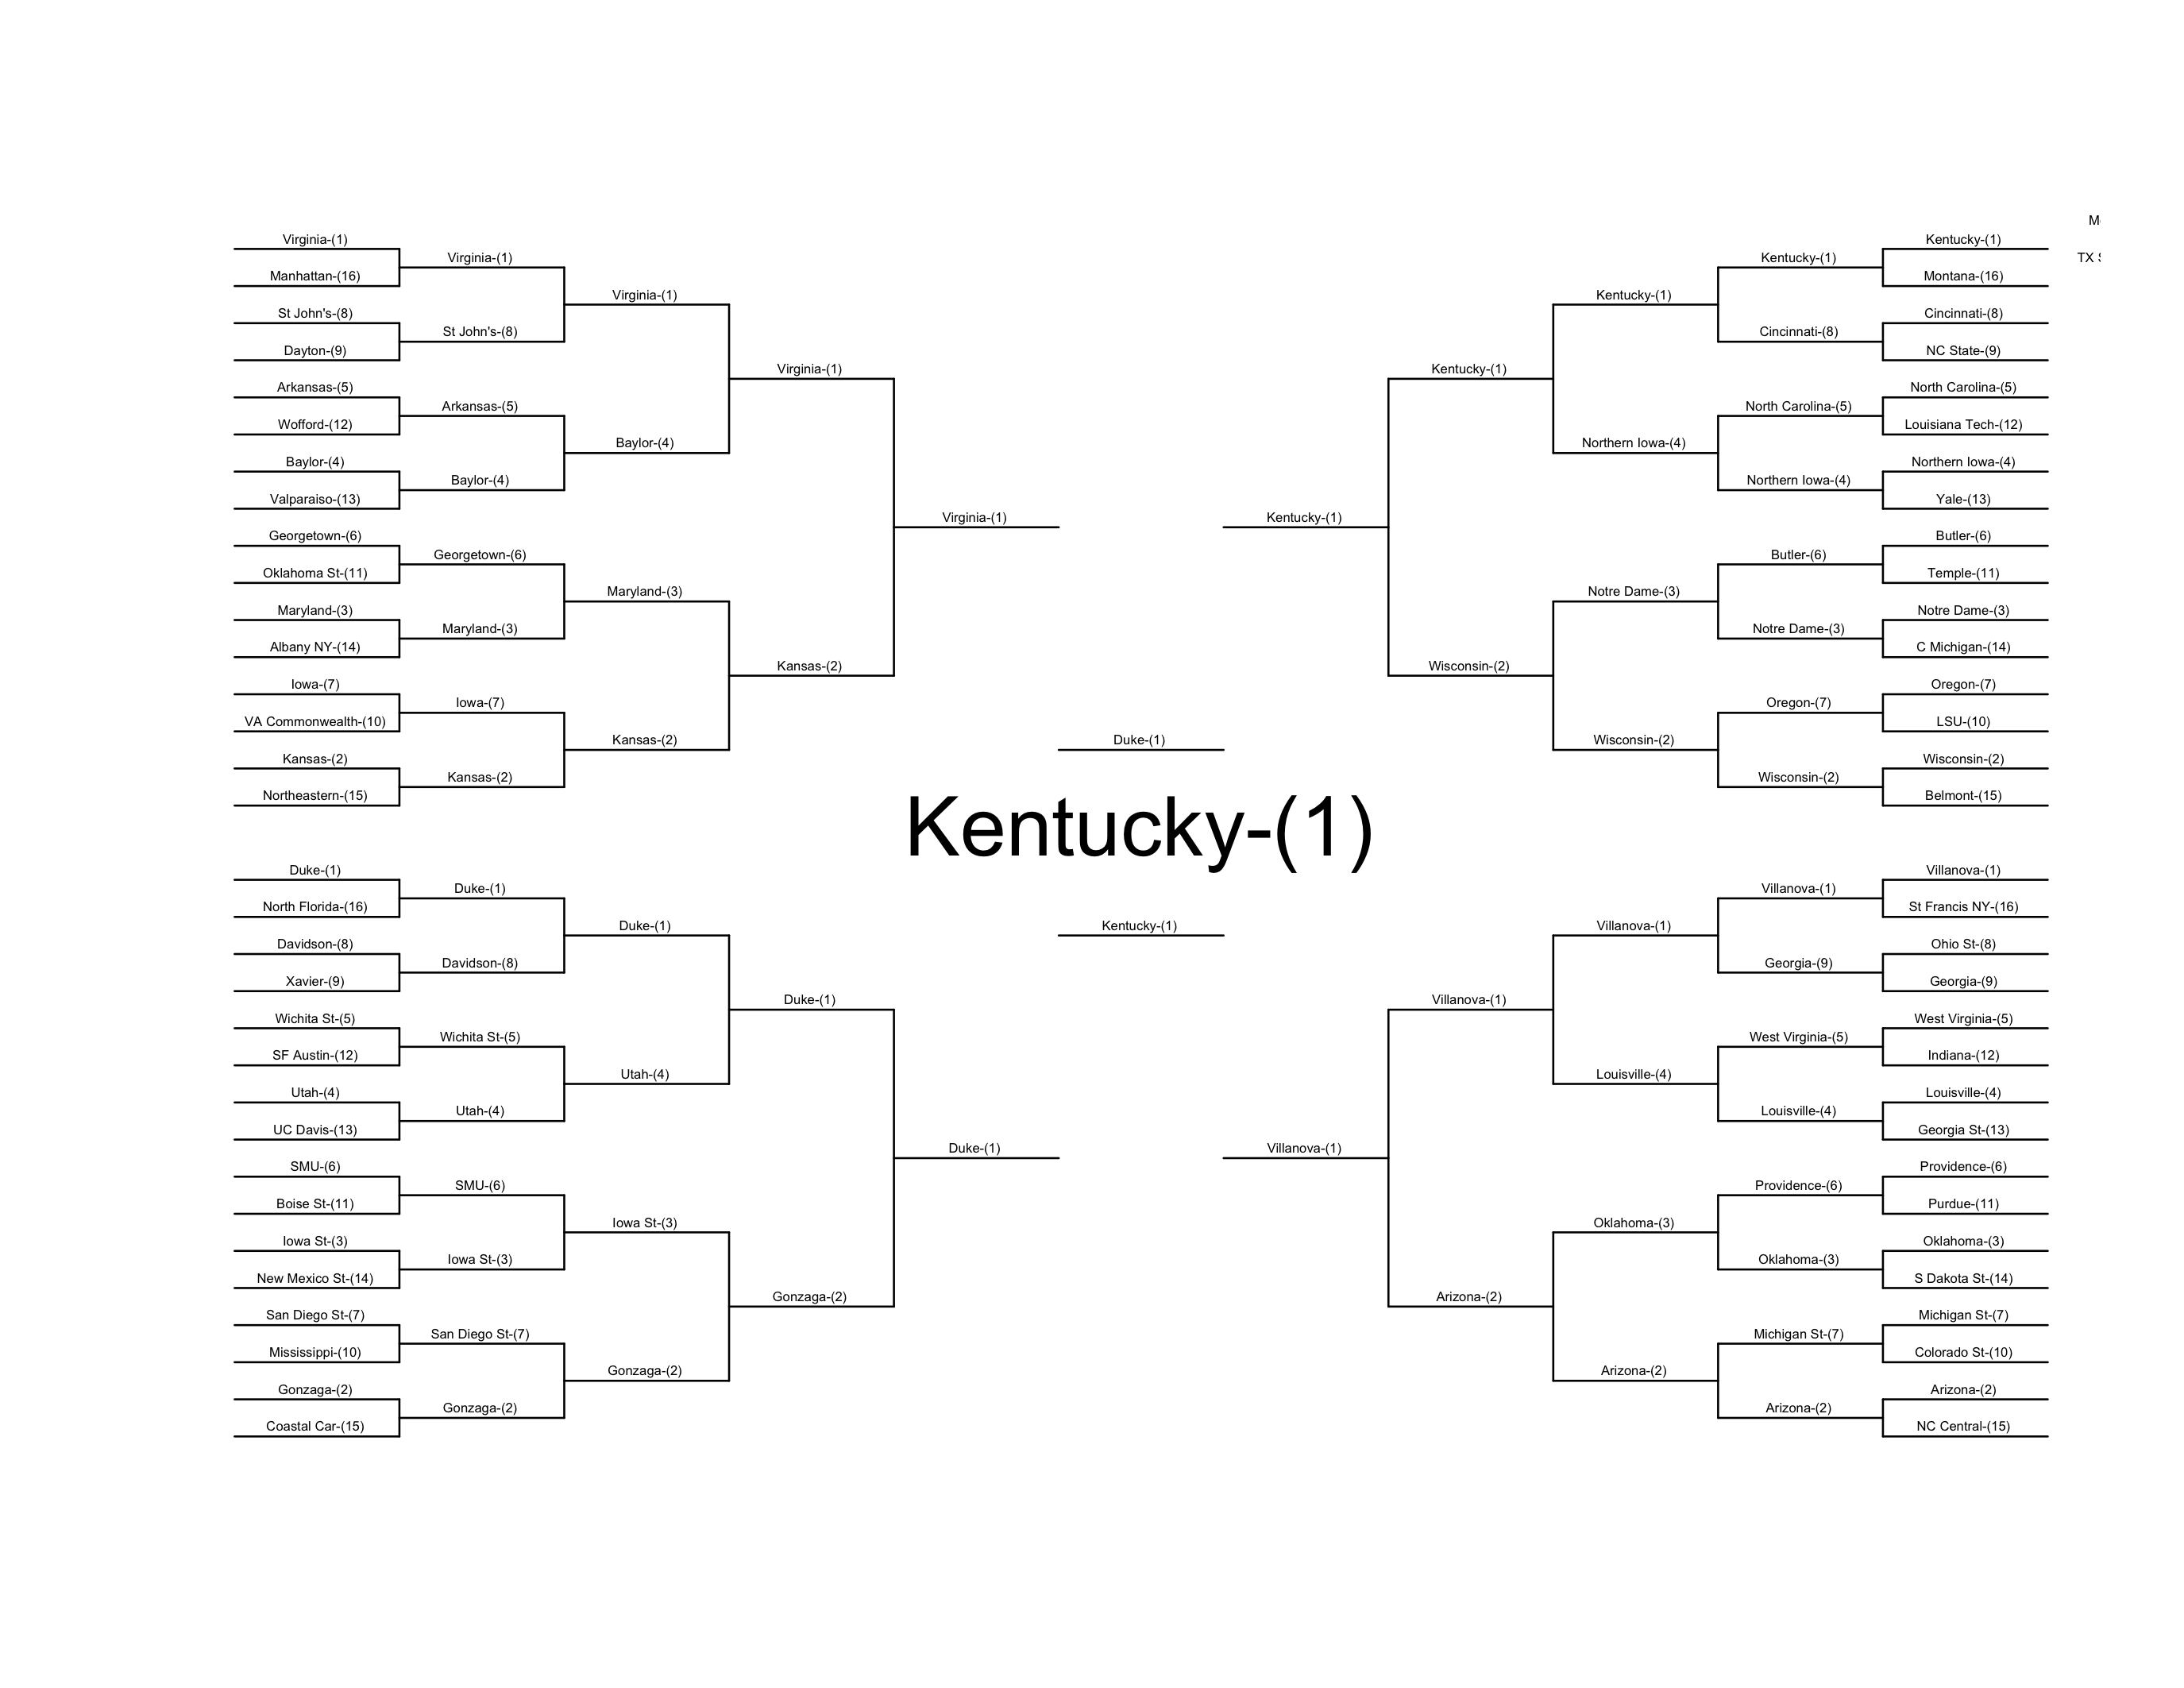 Virginia-(1)
Manhattan-(16)
St John's-(8)
Dayton-(9)
Arkansas-(5)
Wofford-(12)
Baylor-(4)
Valparaiso-(13)
Georgetown-(6)
Oklahoma St-(11)
Maryland-(3)
Albany NY-(14)
Iowa-(7)
VA Commonwealth-(10)
Kansas-(2)
Northeastern-(15)
Duke-(1)
North Florida-(16)
Davidson-(8)
Xavier-(9)
Wichita St-(5)
SF Austin-(12)
Utah-(4)
UC Davis-(13)
SMU-(6)
Boise St-(11)
Iowa St-(3)
New Mexico St-(14)
San Diego St-(7)
Mississippi-(10)
Gonzaga-(2)
Coastal Car-(15)
Virginia-(1)
St John's-(8)
Arkansas-(5)
Baylor-(4)
Georgetown-(6)
Maryland-(3)
Iowa-(7)
Kansas-(2)
Duke-(1)
Davidson-(8)
Wichita St-(5)
Utah-(4)
SMU-(6)
Iowa St-(3)
San Diego St-(7)
Gonzaga-(2)
Virginia-(1)
Baylor-(4)
Maryland-(3)
Kansas-(2)
Duke-(1)
Utah-(4)
Iowa St-(3)
Gonzaga-(2)
Virginia-(1)
Kansas-(2)
Duke-(1)
Gonzaga-(2)
Virginia-(1)
Duke-(1)
Duke-(1)
Kentucky-(1)
Kentucky-(1)
Kentucky-(1)
Villanova-(1)
Kentucky-(1)
Wisconsin-(2)
Villanova-(1)
Arizona-(2)
Kentucky-(1)
Northern Iowa-(4)
Notre Dame-(3)
Wisconsin-(2)
Villanova-(1)
Louisville-(4)
Oklahoma-(3)
Arizona-(2)
Kentucky-(1)
Cincinnati-(8)
North Carolina-(5)
Northern Iowa-(4)
Butler-(6)
Notre Dame-(3)
Oregon-(7)
Wisconsin-(2)
Villanova-(1)
Georgia-(9)
West Virginia-(5)
Louisville-(4)
Providence-(6)
Oklahoma-(3)
Michigan St-(7)
Arizona-(2)
Kentucky-(1)
Montana-(16)
Cincinnati-(8)
NC State-(9)
North Carolina-(5)
Louisiana Tech-(12)
Northern Iowa-(4)
Yale-(13)
Butler-(6)
Temple-(11)
Notre Dame-(3)
C Michigan-(14)
Oregon-(7)
LSU-(10)
Wisconsin-(2)
Belmont-(15)
Villanova-(1)
St Francis NY-(16)
Ohio St-(8)
Georgia-(9)
West Virginia-(5)
Indiana-(12)
Louisville-(4)
Georgia St-(13)
Providence-(6)
Purdue-(11)
Oklahoma-(3)
S Dakota St-(14)
Michigan St-(7)
Colorado St-(10)
Arizona-(2)
NC Central-(15)
TX